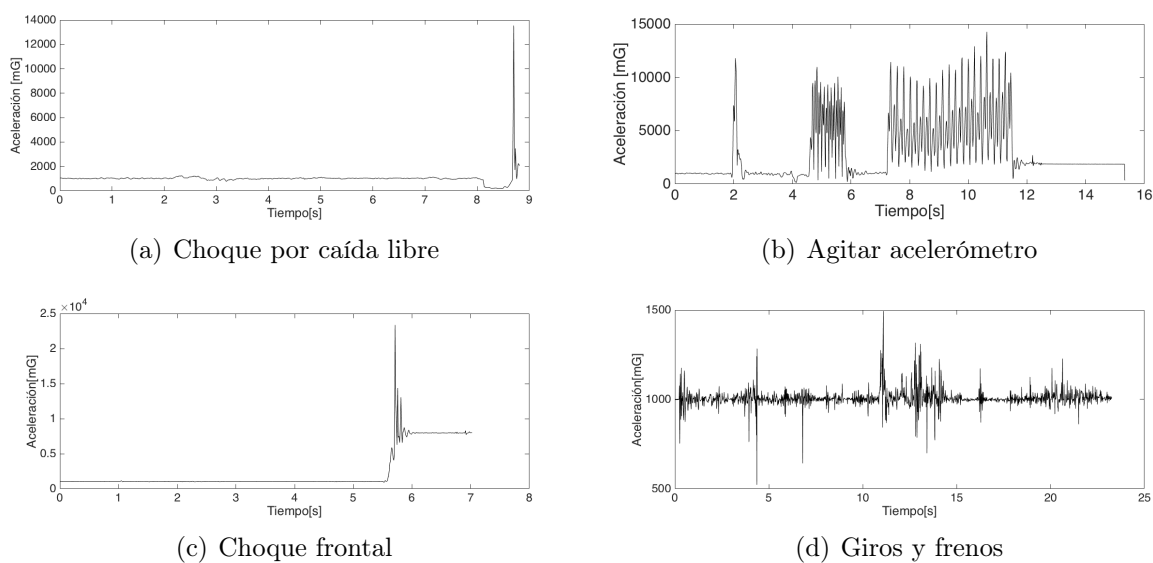 14000
12000
10000
8000
6000
4000
2000
0
Aceleración [mG]
0 1 2 3 4 5 6 7 8 9
Tiempo[s]
(a) Choque por caída libre
15000
10000
5000
0
Aceleración [mG]
0 2 4 6 8 10 12 14 16
Tiempo[s]
(b) Agitar acelerómetro
×10⁴
2.5
2
1.5
1
0.5
0
Aceleración[mG]
0 1 2 3 4 5 6 7 8
Tiempo[s]
(c) Choque frontal
1500
1000
500
Aceleración[mG]
0 5 10 15 20 25
Tiempo[s]
(d) Giros y frenos